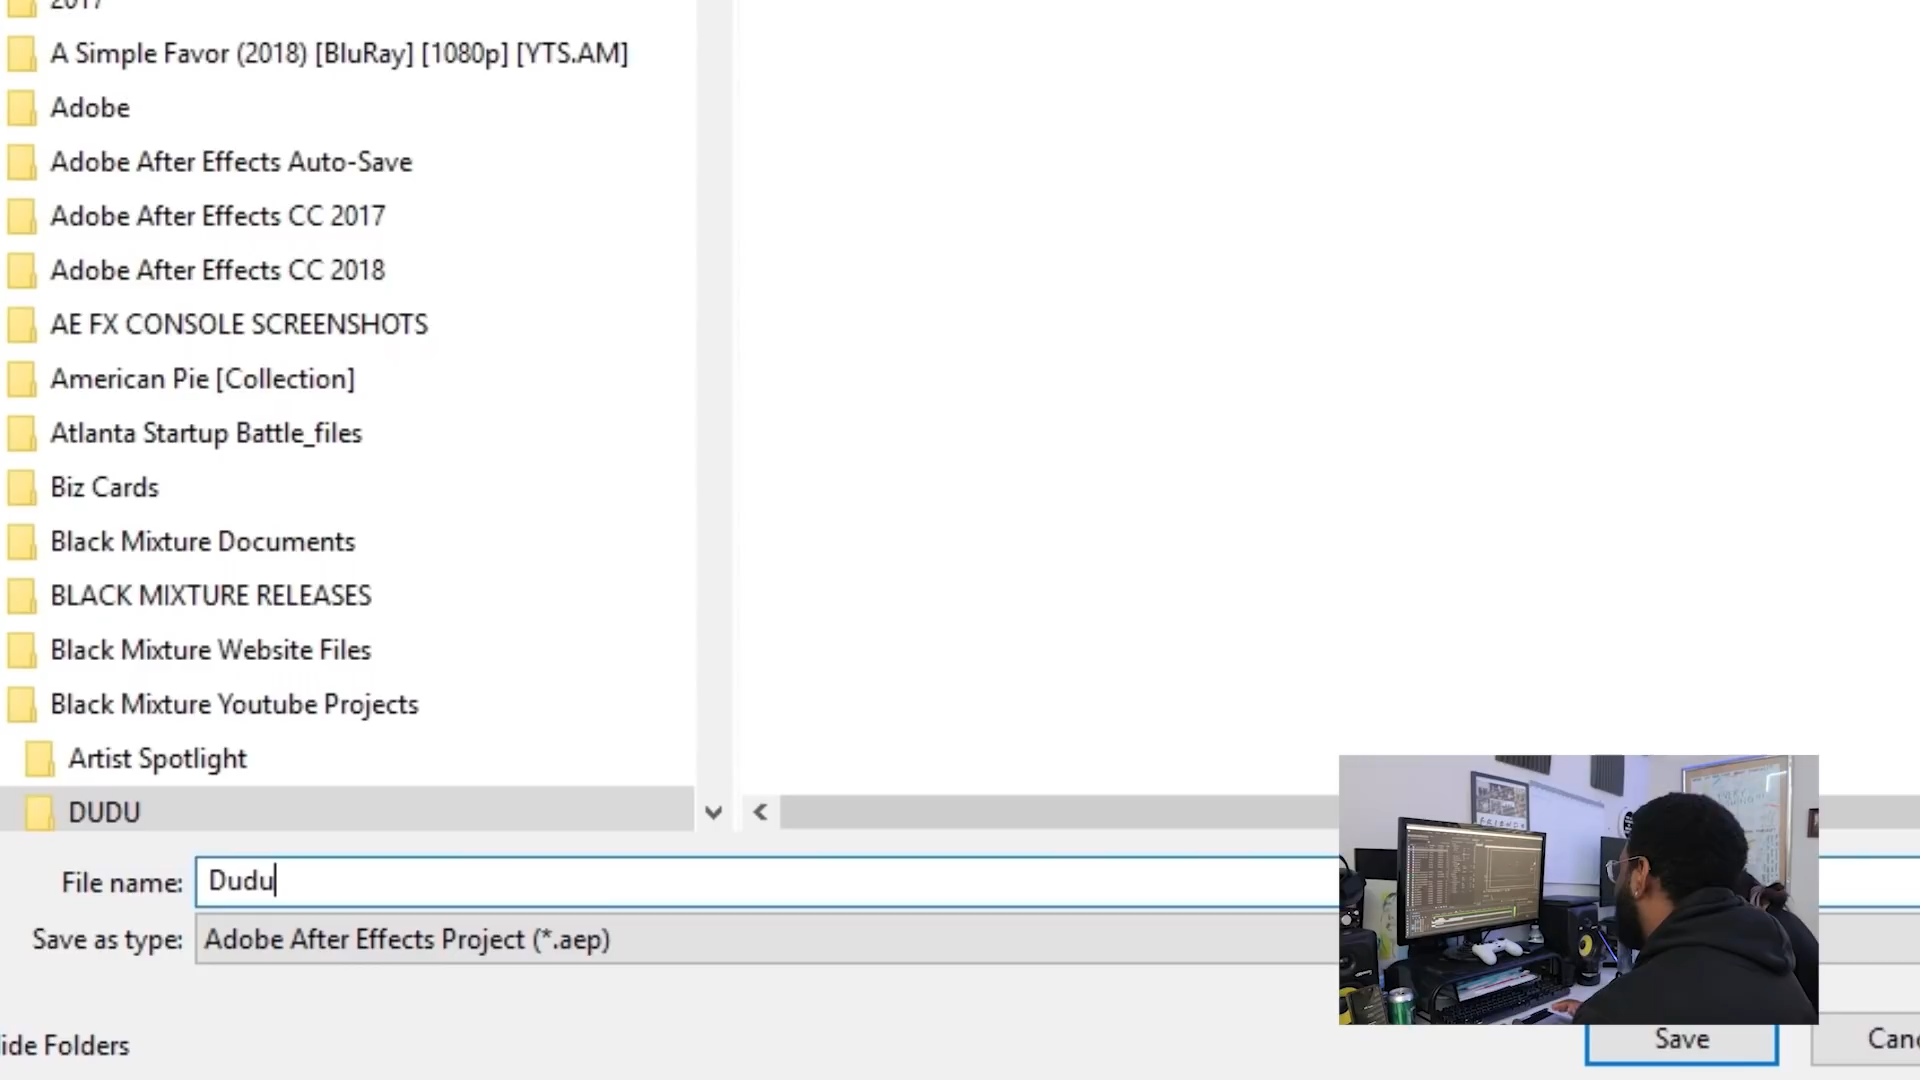 2017
A Simple Favor (2018) [BluRay] [1080p] [YTS.AM]
Adobe
Adobe After Effects Auto-Save
Adobe After Effects CC 2017
Adobe After Effects CC 2018
AE FX CONSOLE SCREENSHOTS
American Pie [Collection]
Atlanta Startup Battle_files
Biz Cards
Black Mixture Documents
BLACK MIXTURE RELEASES
Black Mixture Website Files
Black Mixture Youtube Projects
Artist Spotlight
DUDU
File name: Dudu
Save as type: Adobe After Effects Project (*.aep)
FRIENDS
ide Folders
Save
Canc